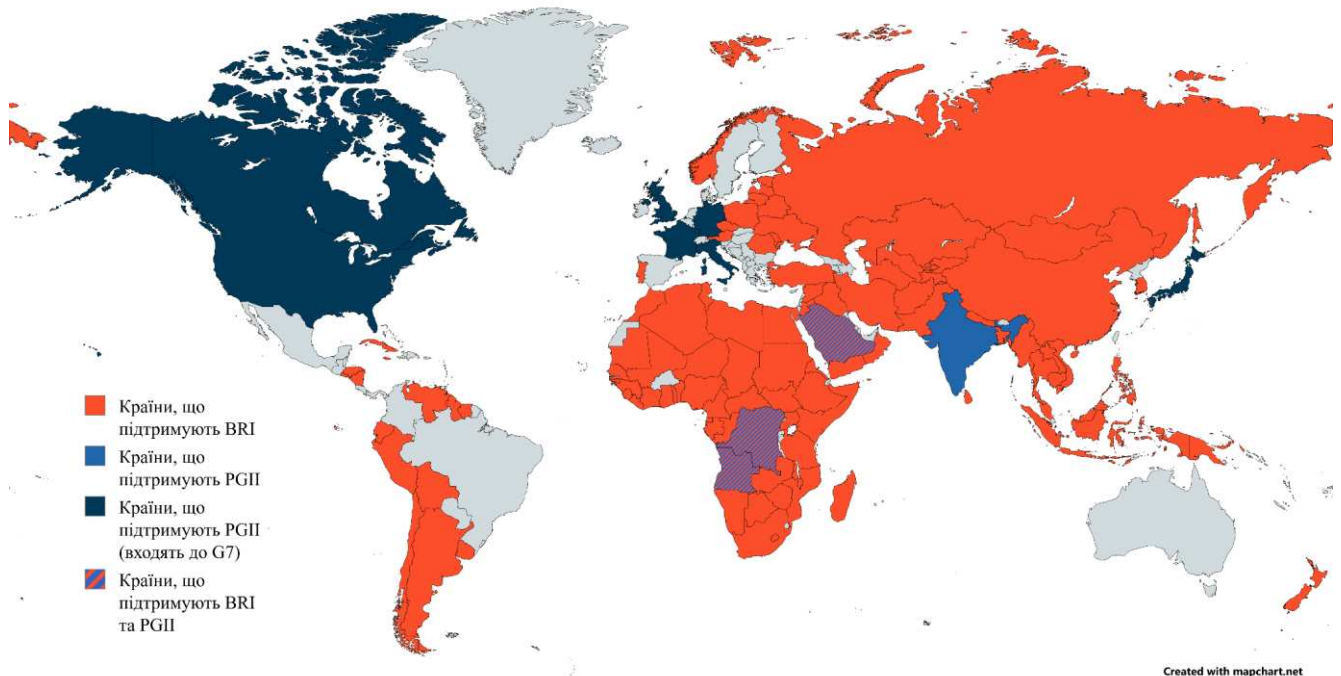 Країни, що
підтримують BRI
Країни, що
підтримують PGII
Країни, що
підтримують PGII
(входять до G7)
Країни, що
підтримують BRI
та PGII
Created with mapchart.net